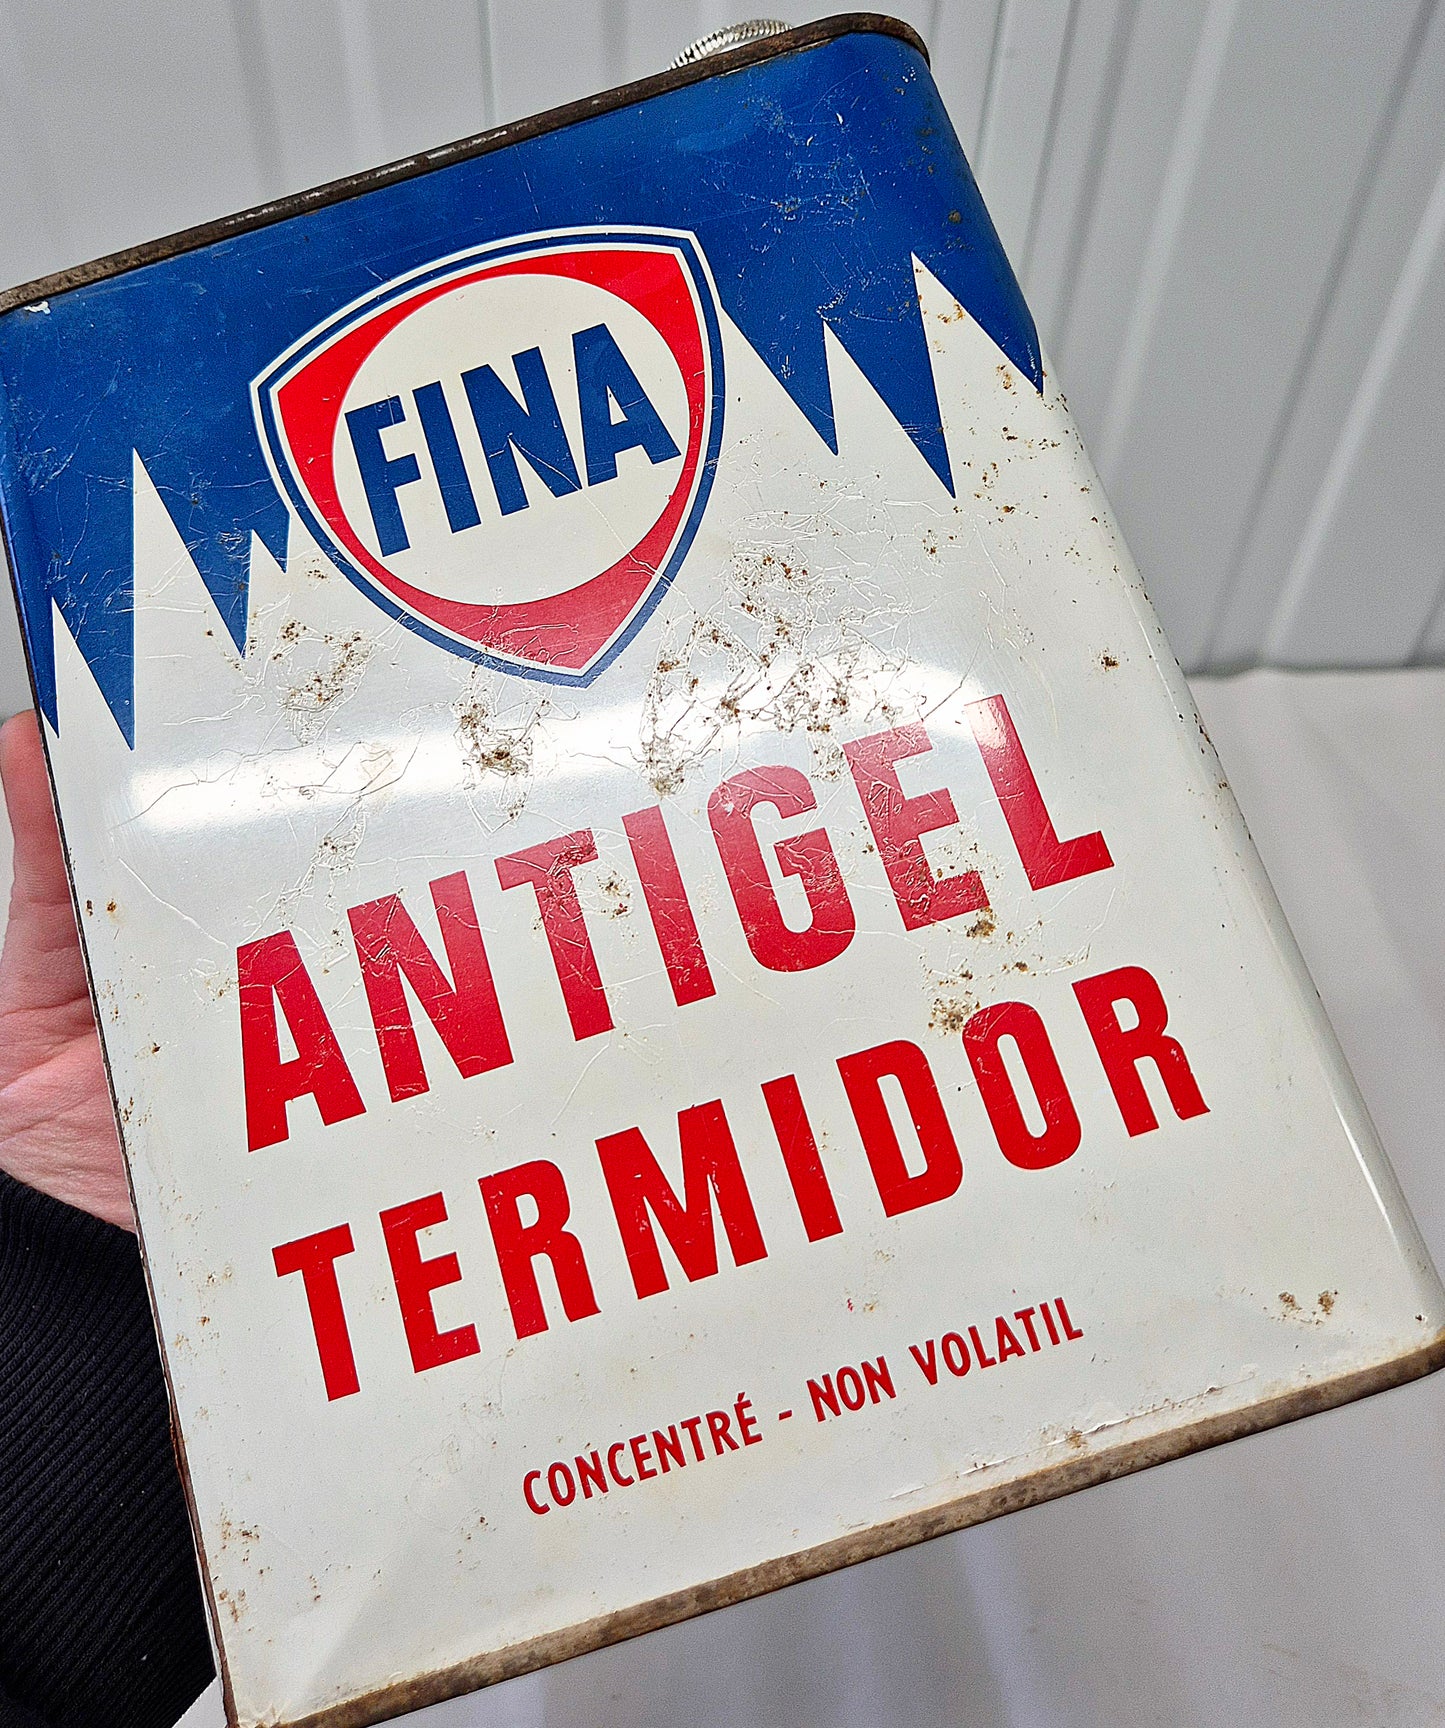 FINA
ANTIGEL
TERMIDOR
CONCENTRÉ - NON VOLATIL